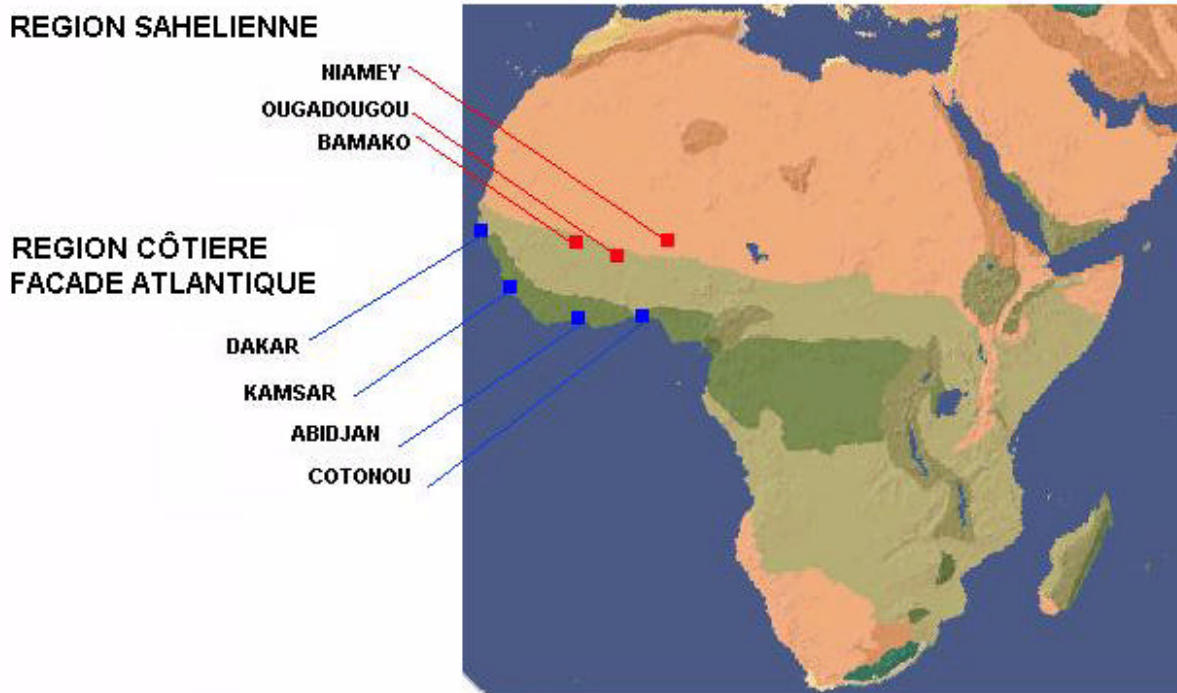 REGION SAHELIENNE
NIAMEY
OUGADOUGOU
BAMAKO
REGION CÔTIERE
FACADE ATLANTIQUE
DAKAR
KAMSAR
ABIDJAN
COTONOU